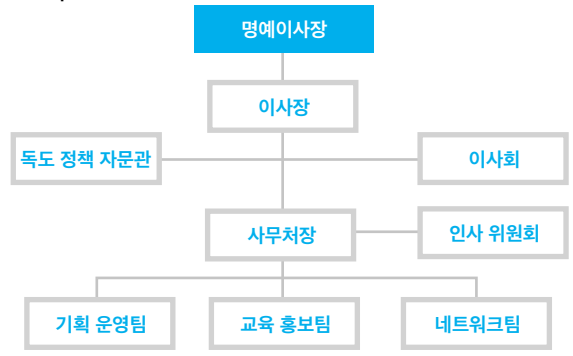 명예이사장
이사장
독도 정책 자문관
이사회
사무처장
인사 위원회
기획 운영팀
교육 홍보팀
네트워크팀